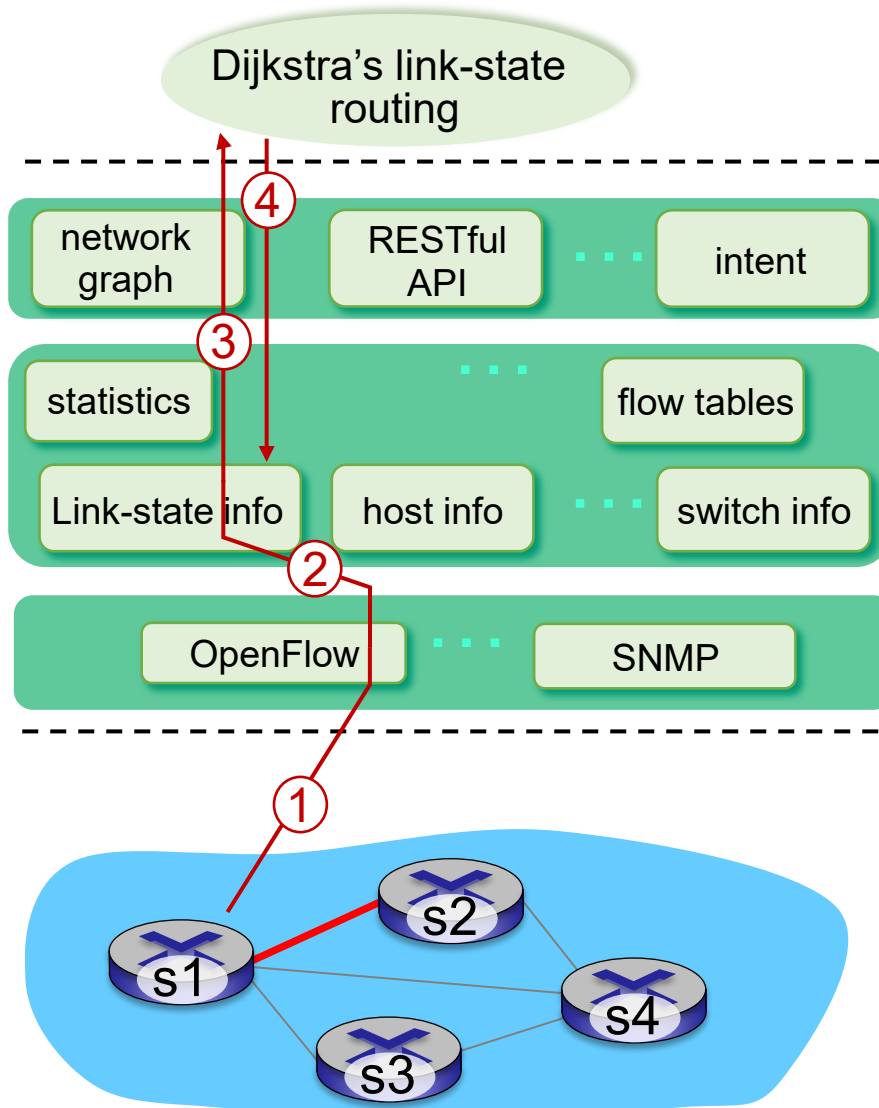 Dijkstra’s link-state
routing
4
network
graph
RESTful
API
intent
3
statistics
flow tables
Link-state info
host info
switch info
2
OpenFlow
SNMP
1
s2
s1
s4
s3